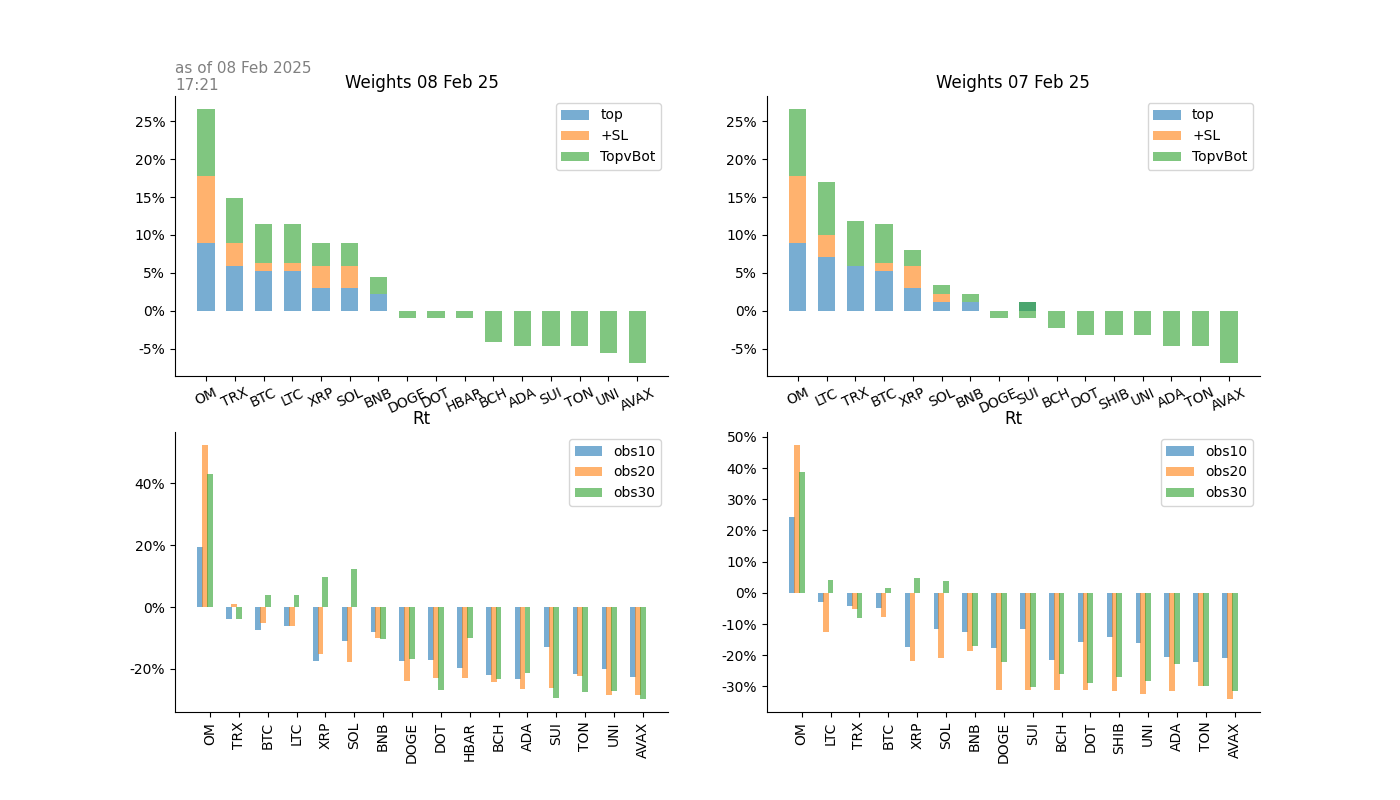 as of 08 Feb 2025
17:21
Weights 08 Feb 25
25%
20%
15%
10%
5%
0%
-5%
top
+SL
TopvBot
OM TRX BTC LTC XRP SOL BNB DOGE DOT HBAR BCH ADA SUI TON UNI AVAX
Weights 07 Feb 25
25%
20%
15%
10%
5%
0%
-5%
top
+SL
TopvBot
OM LTC TRX BTC XRP SOL BNB DOGE SUI BCH DOT SHIB UNI ADA TON AVAX
Rt
40%
20%
0%
-20%
obs10
obs20
obs30
OM TRX BTC LTC XRP SOL BNB DOGE DOT HBAR BCH ADA SUI TON UNI AVAX
Rt
50%
40%
30%
20%
10%
0%
-10%
-20%
-30%
obs10
obs20
obs30
OM LTC TRX BTC XRP SOL BNB DOGE SUI BCH DOT SHIB UNI ADA TON AVAX